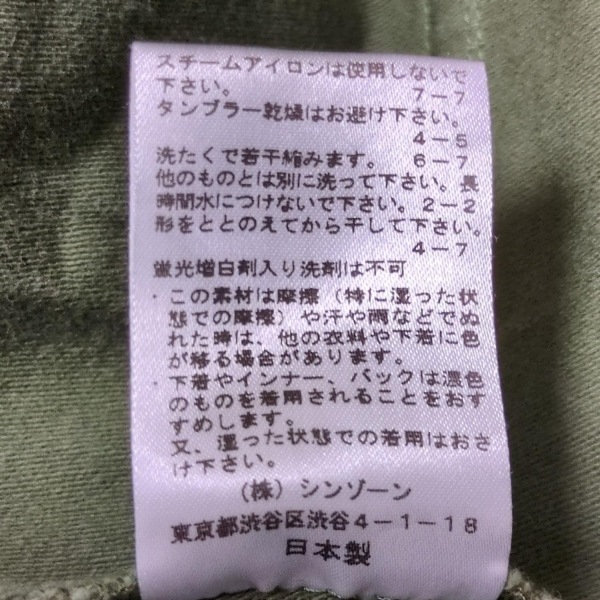 スチームアイロンは使用しないで
下さい。 7-7
タンブラー乾燥はお避け下さい。
4-5
洗たくで若干縮みます。 6-7
他のものとは別に洗って下さい。長
時間水につけないで下さい。2-2
形をととのえてから干して下さい。
4-7
蛍光増白剤入り洗剤は不可
・この素材は摩擦（特に湿った状
態での摩擦）や汗や雨などでぬ
れた時は、他の衣料や下着に色
が移る場合があります。
・下着やインナー、バックは濃色
のものを着用されることをおす
すめします。
又、湿った状態での着用はおさ
け下さい。
（株）シンゾーン
東京都渋谷区渋谷4-1-18
日本製